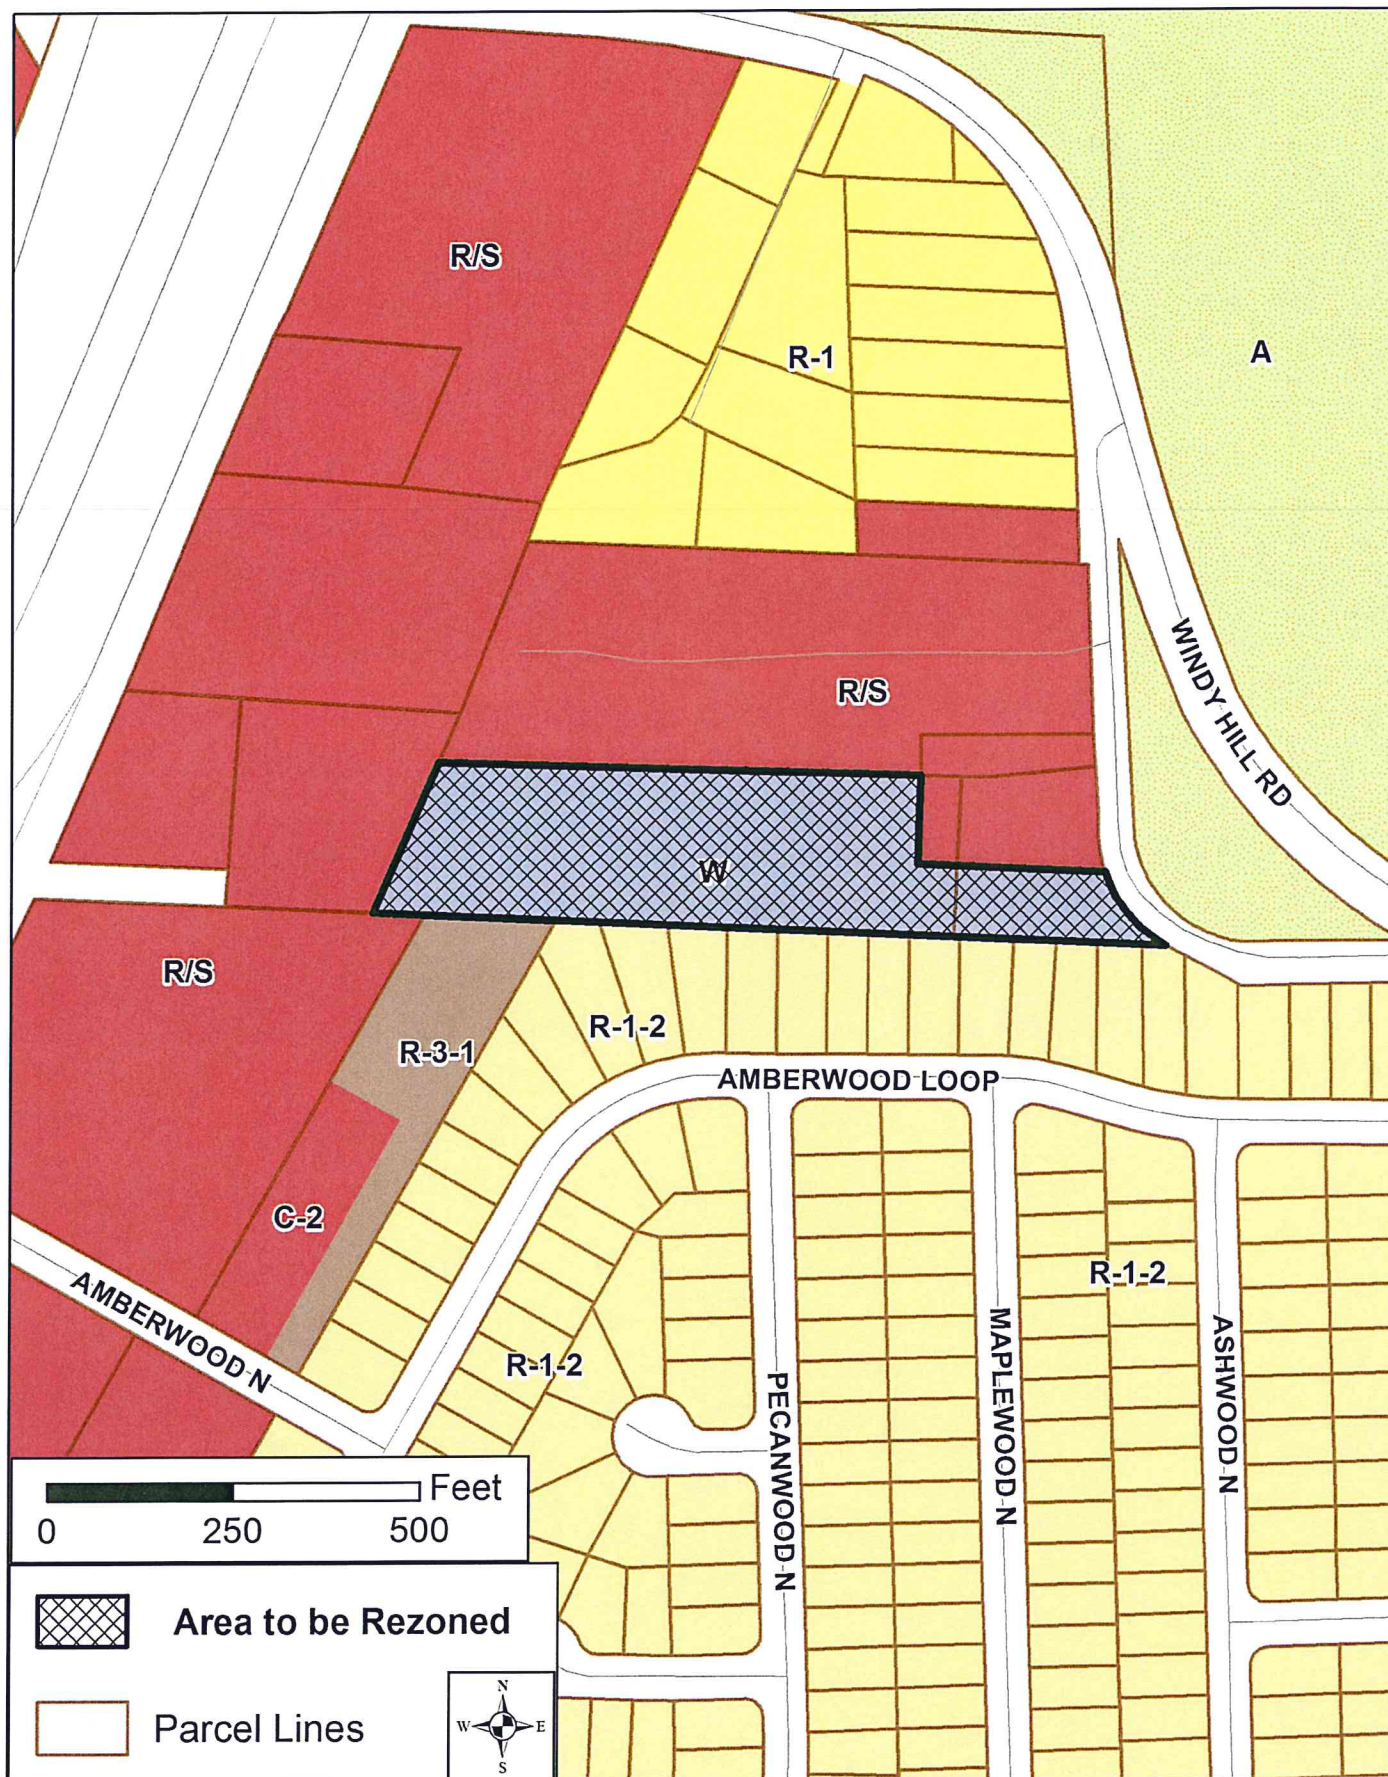 R/S
R-1
A
WINDY HILL RD
R/S
W
R/S
R-1-2
R-3-1
AMBERWOOD LOOP
C-2
R-1-2
AMBERWOOD N
R-1-2
PECANWOOD N
MAPLEWOOD N
ASHWOOD N
Feet
0 250 500
Area to be Rezoned
Parcel Lines
N
W E
S